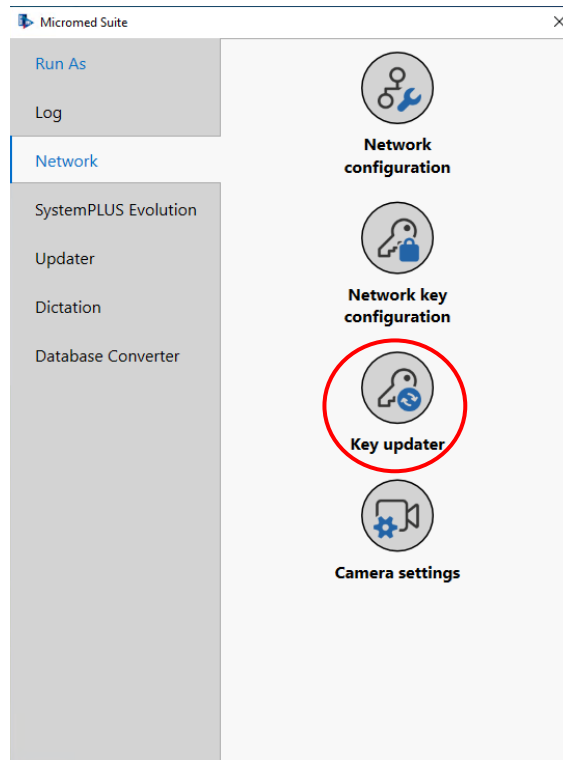 Micromed Suite
Run As
Log
Network
SystemPLUS Evolution
Updater
Dictation
Database Converter
Network
configuration
Network key
configuration
Key updater
Camera settings